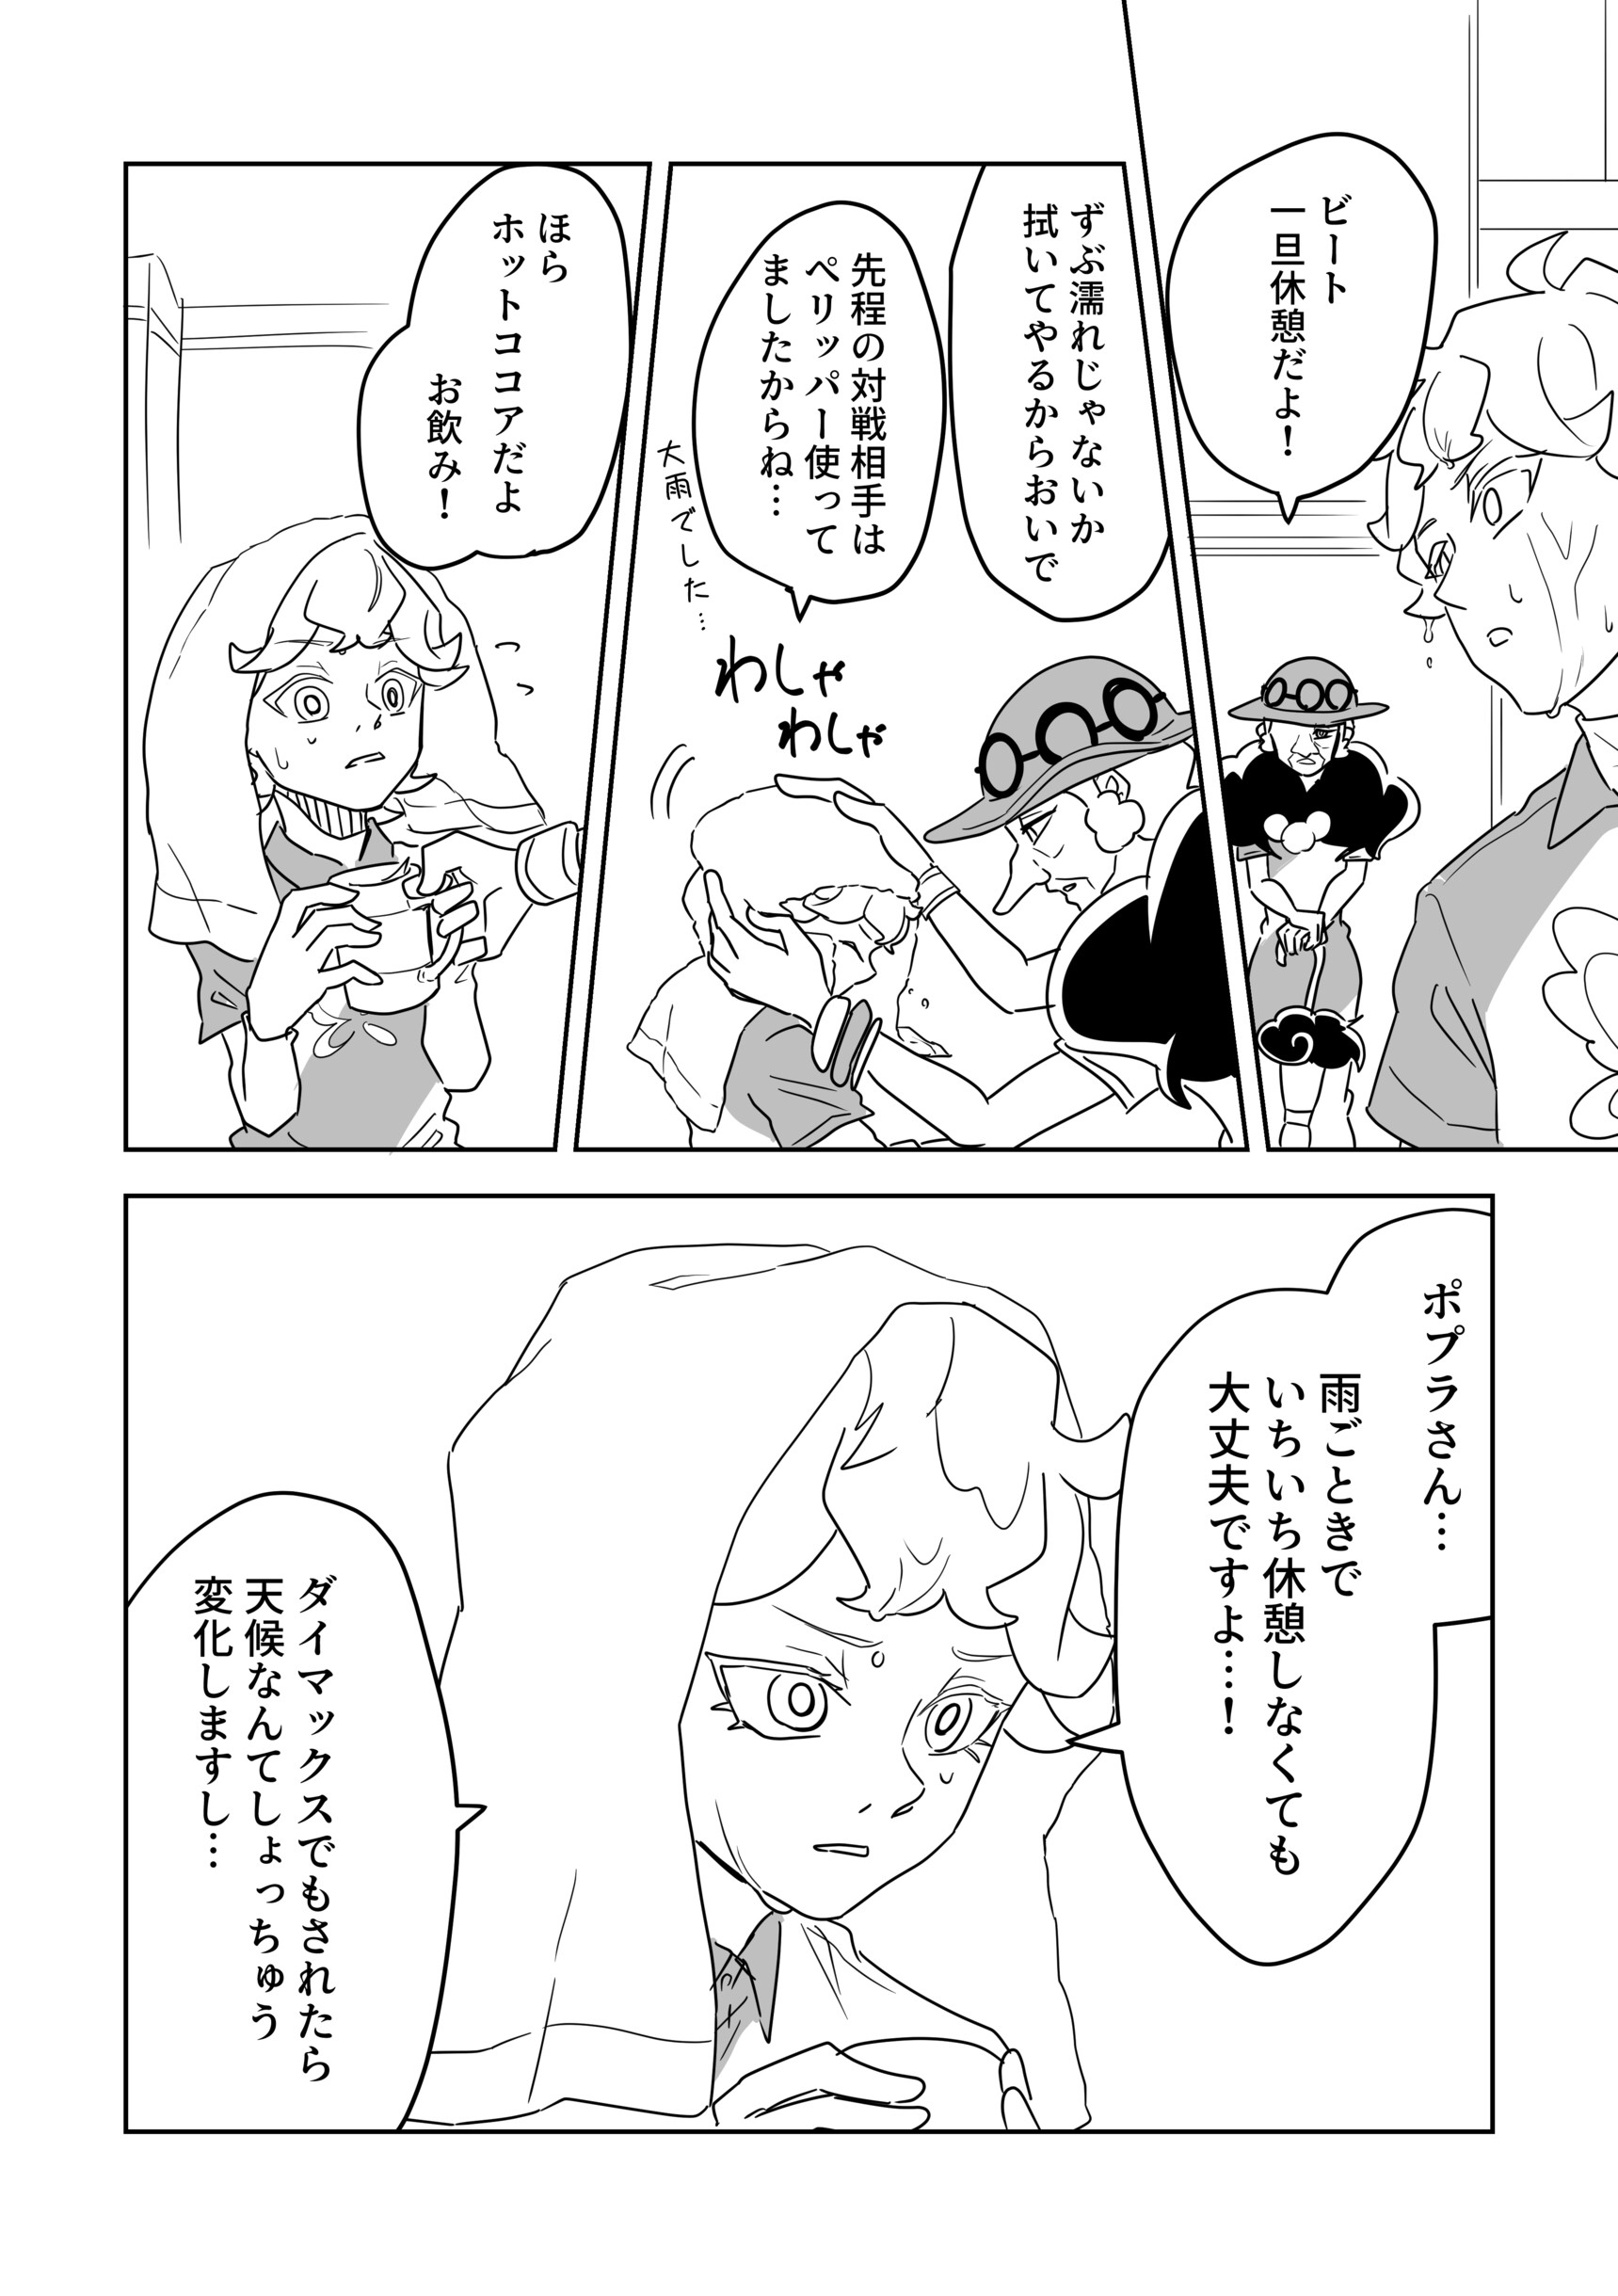 ビート
一旦休憩だよ！
ずぶ濡れじゃないか
拭いてやるからおいで
先程の対戦相手は
ペリッパー使って
ましたからね…
大雨でした…
わしゃ
わしゃ
ほら
ホットココアだよ
お飲み！
ポプラさん…
雨ごときで
いちいち休憩しなくても
大丈夫ですよ…！
ダイマックスでもされたら
天候なんてしょっちゅう
変化しますし…